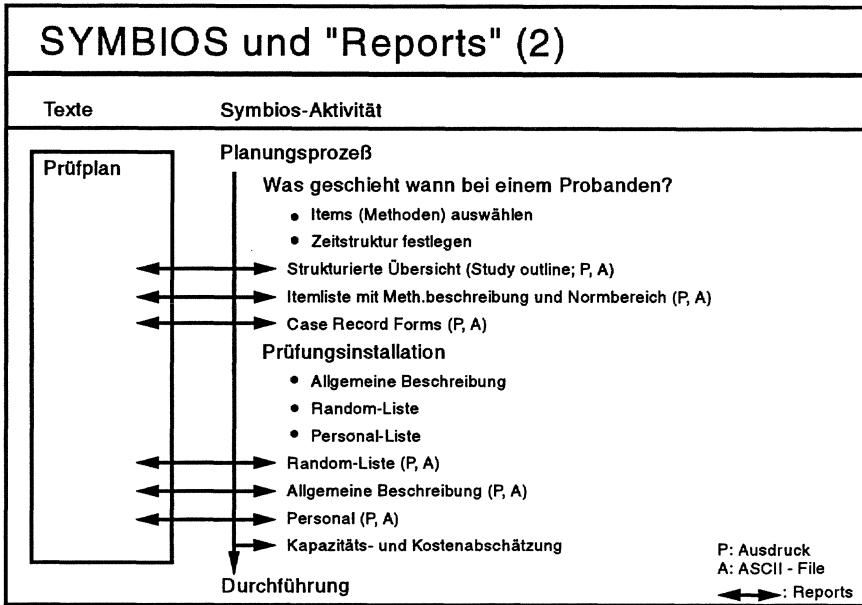 SYMBIOS und "Reports" (2)
Texte Symbios-Aktivität
Prüfplan
Planungsprozeß
Was geschieht wann bei einem Probanden?
• Items (Methoden) auswählen
• Zeitstruktur festlegen
Strukturierte Übersicht (Study outline; P, A)
Itemliste mit Meth.beschreibung und Normbereich (P, A)
Case Record Forms (P, A)
Prüfungsinstallation
• Allgemeine Beschreibung
• Random-Liste
• Personal-Liste
Random-Liste (P, A)
Allgemeine Beschreibung (P, A)
Personal (P, A)
Kapazitäts- und Kostenabschätzung
Durchführung
P: Ausdruck
A: ASCII - File
: Reports